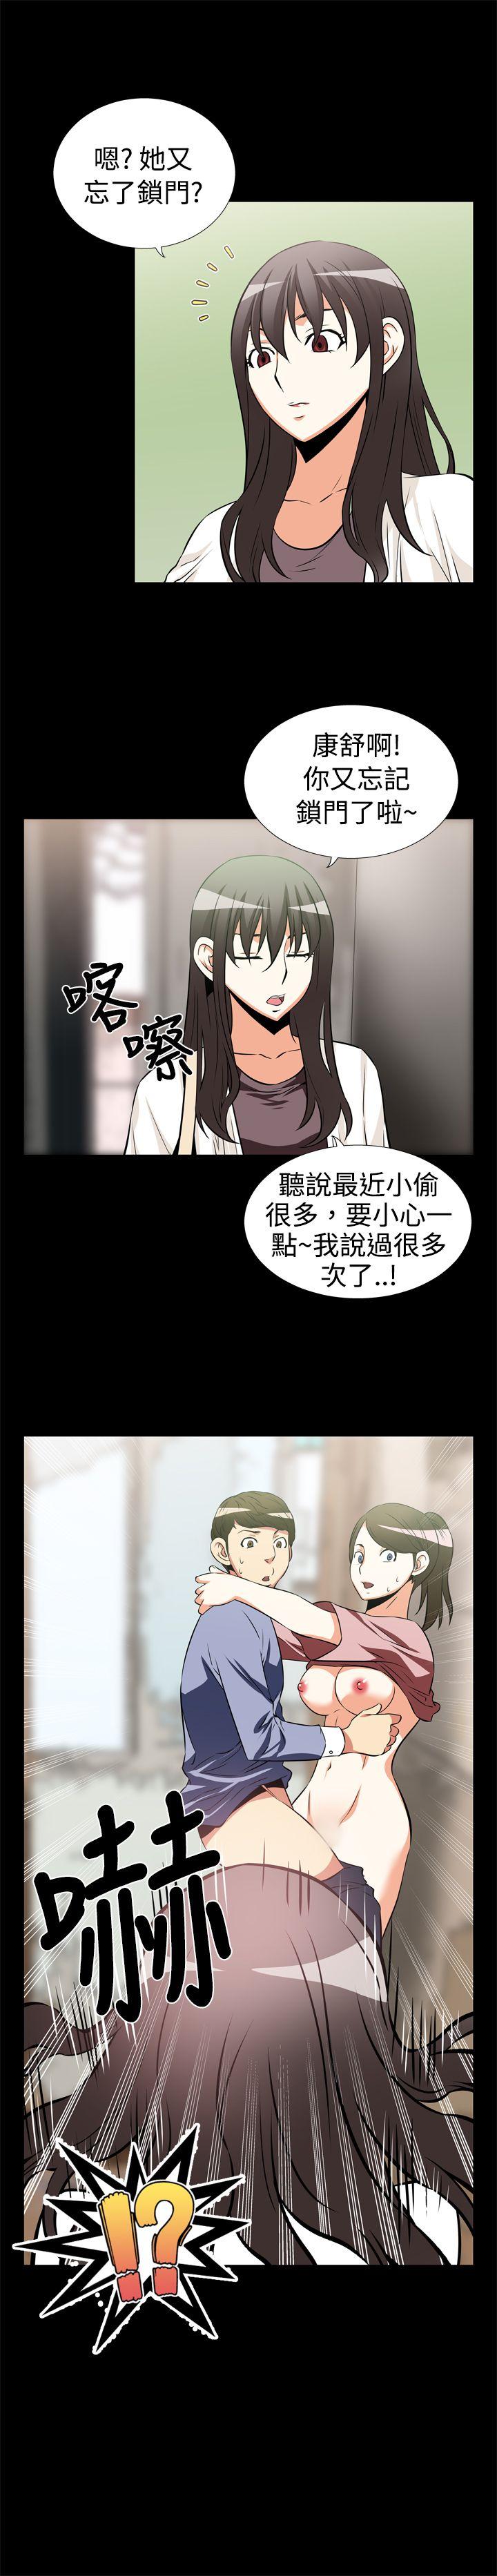 嗯? 她又
忘了鎖門?
康舒啊!
你又忘記
鎖門了啦~
喀嚓
聽說最近小偷
很多，要小心一
點~我說過很多
次了..!
嚇
!?